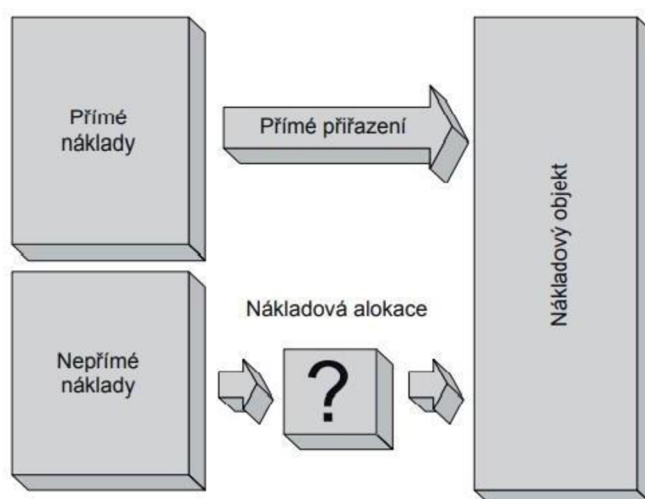 Přímé
náklady
Přímé přiřazení
Nákladový objekt
Nákladová alokace
Nepřímé
náklady
?